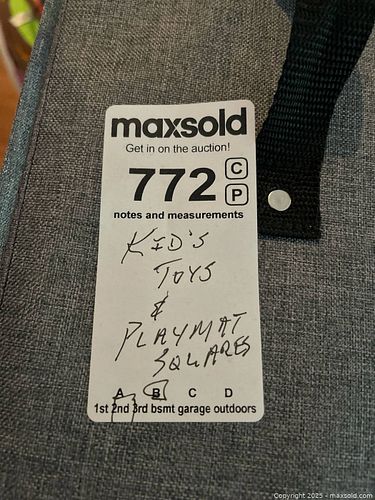 maxsold
Get in on the auction!
772 C
P
notes and measurements
KID'S
TOYS
&
PLAYMAT
SQUARES
A B C D
1st 2nd 3rd bsmt garage outdoors
Copyright 2025 - maxsold.com